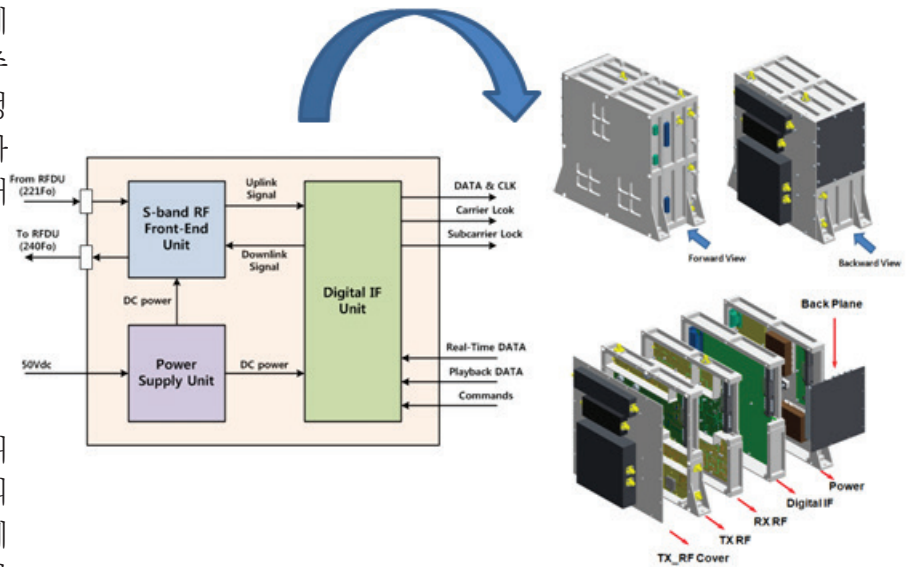 From RFDU
(221Fo)
To RFDU
(240Fo)
50Vdc
S-band RF
Front-End
Unit
Uplink
Signal
Downlink
Signal
DC power
Power
Supply Unit
DC power
Digital IF
Unit
DATA & CLK
Carrier Lcok
Subcarrier Lock
Real-Time DATA
Playback DATA
Commands
Forward View
Backward View
Back Plane
Power
Digital IF
RX RF
TX RF
TX_RF Cover